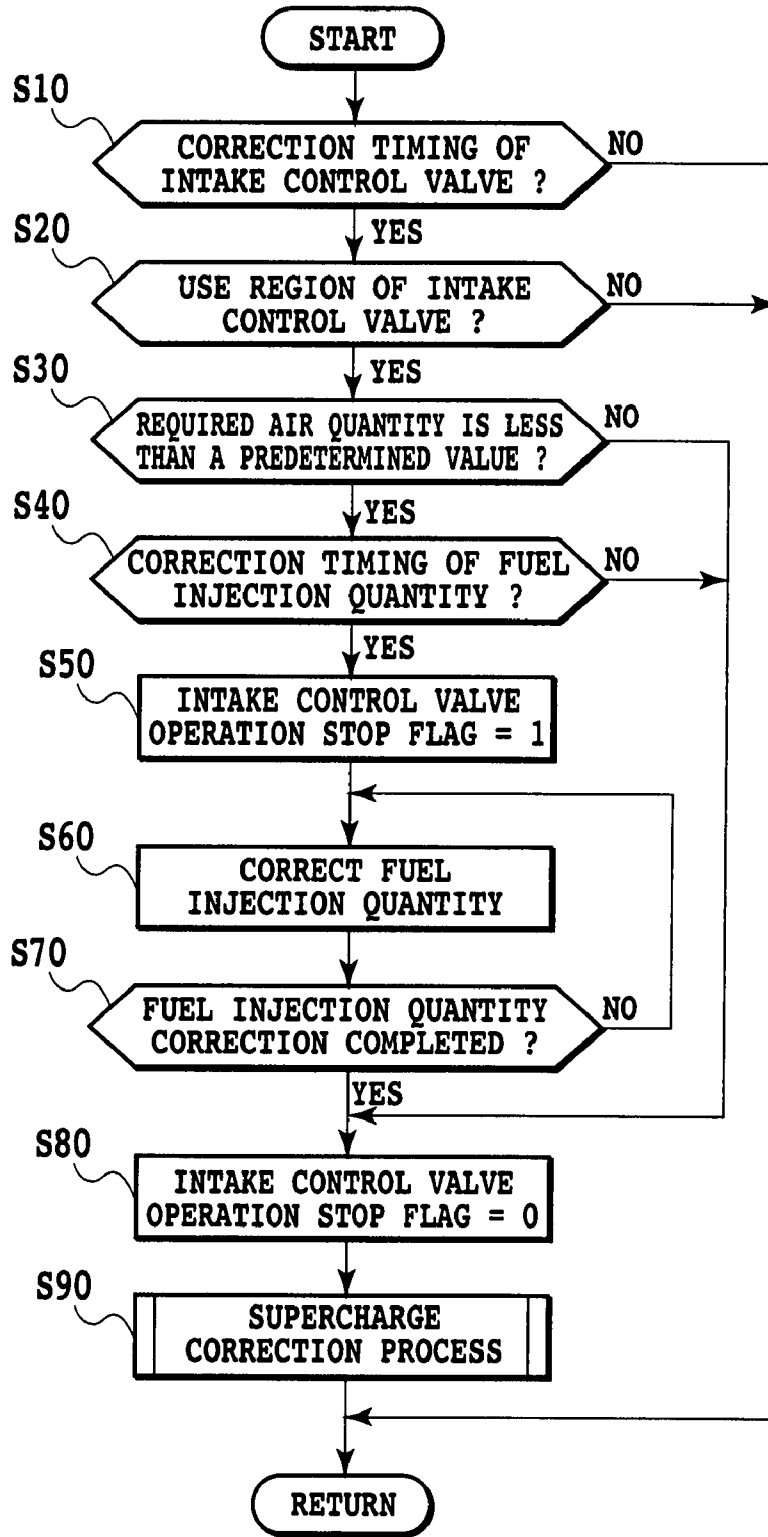 START
S10
CORRECTION TIMING OF
INTAKE CONTROL VALVE ?
NO
YES
S20
USE REGION OF INTAKE
CONTROL VALVE ?
NO
YES
S30
REQUIRED AIR QUANTITY IS LESS
THAN A PREDETERMINED VALUE ?
NO
YES
S40
CORRECTION TIMING OF FUEL
INJECTION QUANTITY ?
NO
YES
S50
INTAKE CONTROL VALVE
OPERATION STOP FLAG = 1
S60
CORRECT FUEL
INJECTION QUANTITY
S70
FUEL INJECTION QUANTITY
CORRECTION COMPLETED ?
NO
YES
S80
INTAKE CONTROL VALVE
OPERATION STOP FLAG = 0
S90
SUPERCHARGE
CORRECTION PROCESS
RETURN